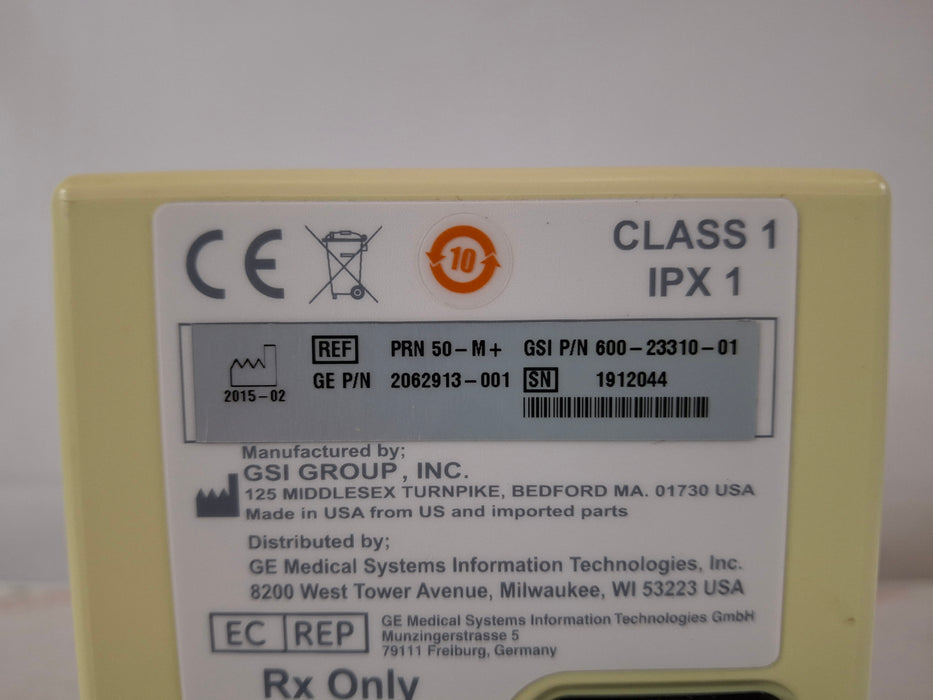 CE
10
CLASS 1
IPX 1
REF PRN 50-M+ GSI P/N 600-23310-01
2015-02
GE P/N 2062913-001 SN 1912044
Manufactured by;
GSI GROUP, INC.
125 MIDDLESEX TURNPIKE, BEDFORD MA. 01730 USA
Made in USA from US and imported parts
Distributed by;
GE Medical Systems Information Technologies, Inc.
8200 West Tower Avenue, Milwaukee, WI 53223 USA
EC REP
GE Medical Systems Information Technologies GmbH
Munzingerstrasse 5
79111 Freiburg, Germany
Rx Only